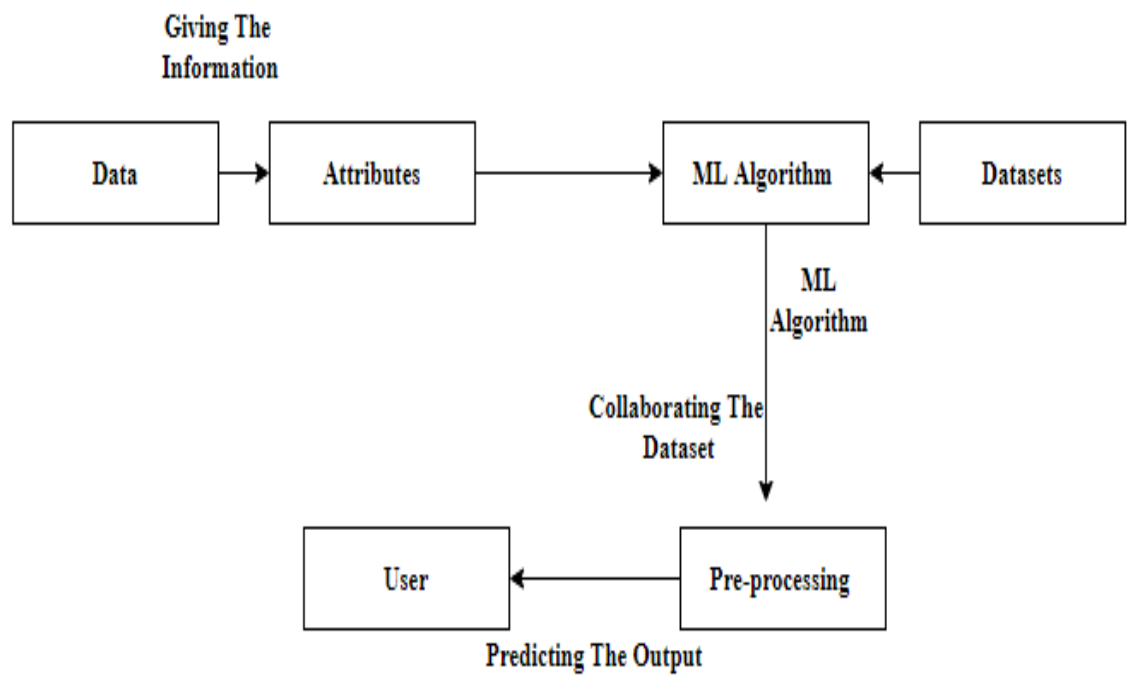 Giving The
Information
Data
Attributes
ML Algorithm
Datasets
ML
Algorithm
Collaborating The
Dataset
User
Pre-processing
Predicting The Output